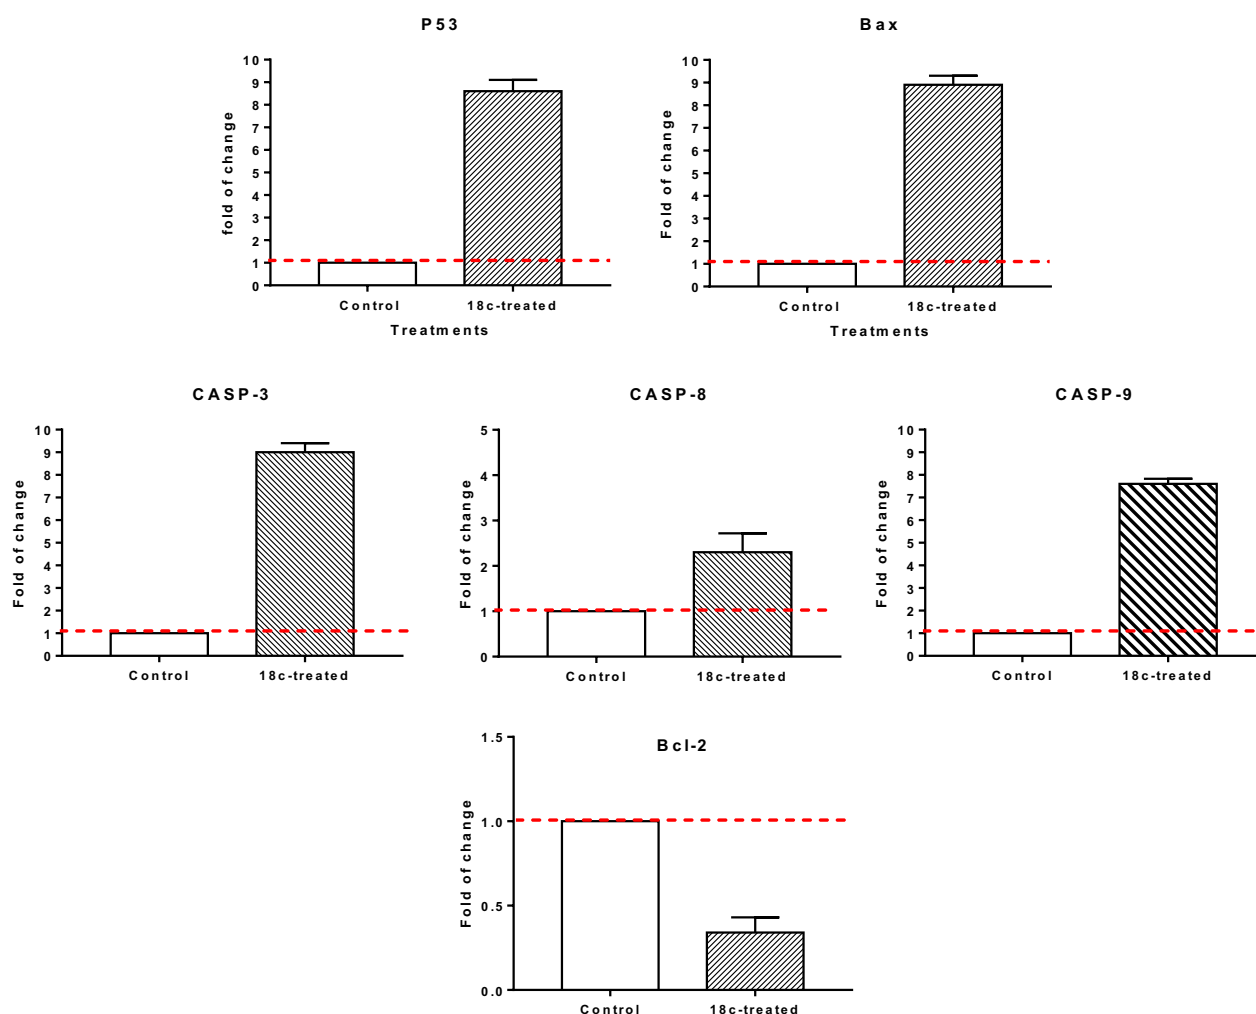 P53
fold of change
10
9
8
7
6
5
4
3
2
1
0
Control
18c-treated
Treatments
Bax
Fold of change
10
9
8
7
6
5
4
3
2
1
0
Control
18c-treated
Treatments
CASP-3
Fold of change
10
9
8
7
6
5
4
3
2
1
0
Control
18c-treated
CASP-8
Fold of change
5
4
3
2
1
0
Control
18c-treated
CASP-9
Fold of change
10
9
8
7
6
5
4
3
2
1
0
Control
18c-treated
Bcl-2
Fold of change
1.5
1.0
0.5
0.0
Control
18c-treated